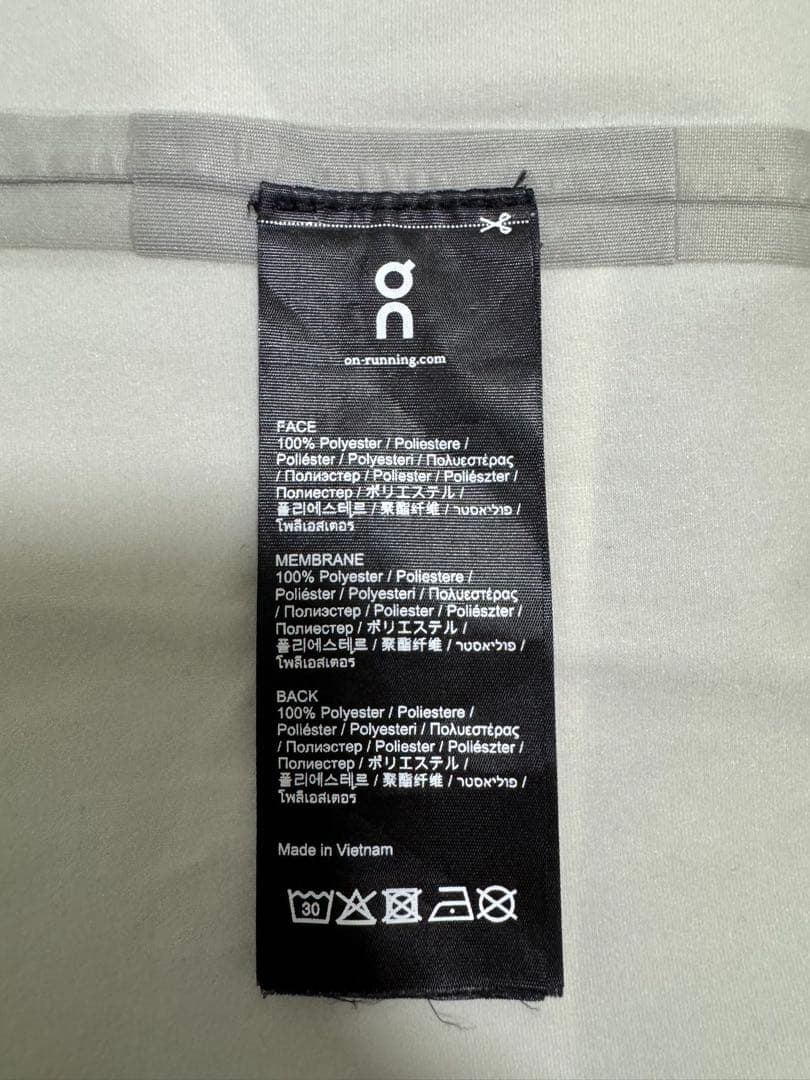 on
on-running.com
FACE
100% Polyester / Poliestere /
Poliéster / Polyesteri / Πολυεστέρας
/ Полиэстер / Poliester / Poliészter /
Полиестер / ポリエステル /
폴리에스테르 / 聚酯纤维 / פוליאסטר /
โพลีเอสเตอร
MEMBRANE
100% Polyester / Poliestere /
Poliéster / Polyesteri / Πολυεστέρας
/ Полиэстер / Poliester / Poliészter /
Полиестер / ポリエステル /
폴리에스테르 / 聚酯纤维 / פוליאסטר /
โพลีเอสเตอร
BACK
100% Polyester / Poliestere /
Poliéster / Polyesteri / Πολυεστέρας
/ Полиэстер / Poliester / Poliészter /
Полиестер / ポリエステル /
폴리에스테르 / 聚酯纤维 / פוליאסטר /
โพลีเอสเตอร
Made in Vietnam
30